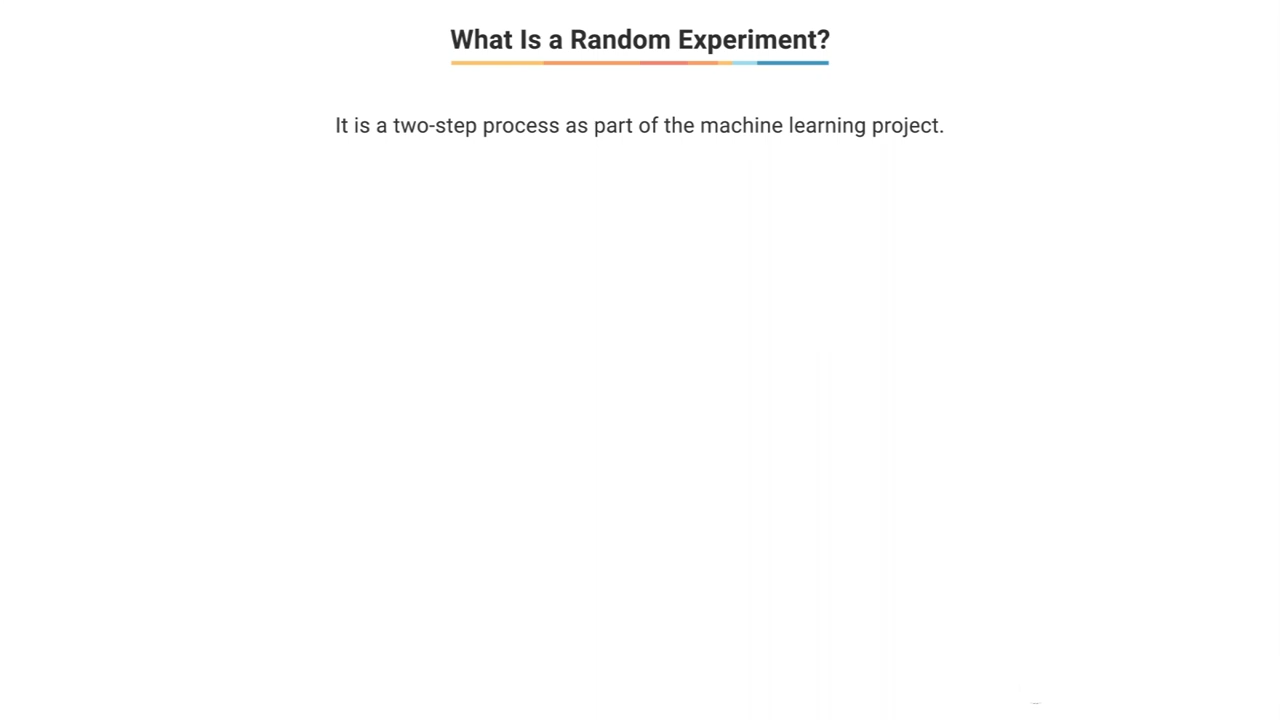 What Is a Random Experiment?
It is a two-step process as part of the machine learning project.